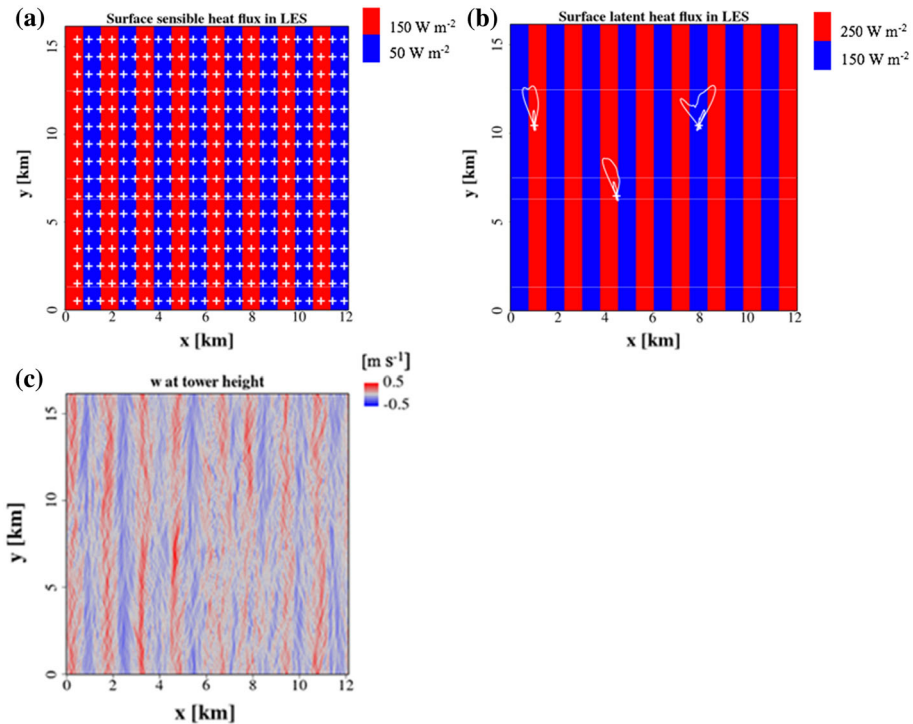 (a)
Surface sensible heat flux in LES
150 W m⁻²
50 W m⁻²
y [km]
15
10
5
0
0 2 4 6 8 10 12
x [km]
(b)
Surface latent heat flux in LES
250 W m⁻²
150 W m⁻²
y [km]
15
10
5
0
0 2 4 6 8 10 12
x [km]
(c)
w at tower height
[m s⁻¹]
0.5
-0.5
y [km]
15
10
5
0
0 2 4 6 8 10 12
x [km]